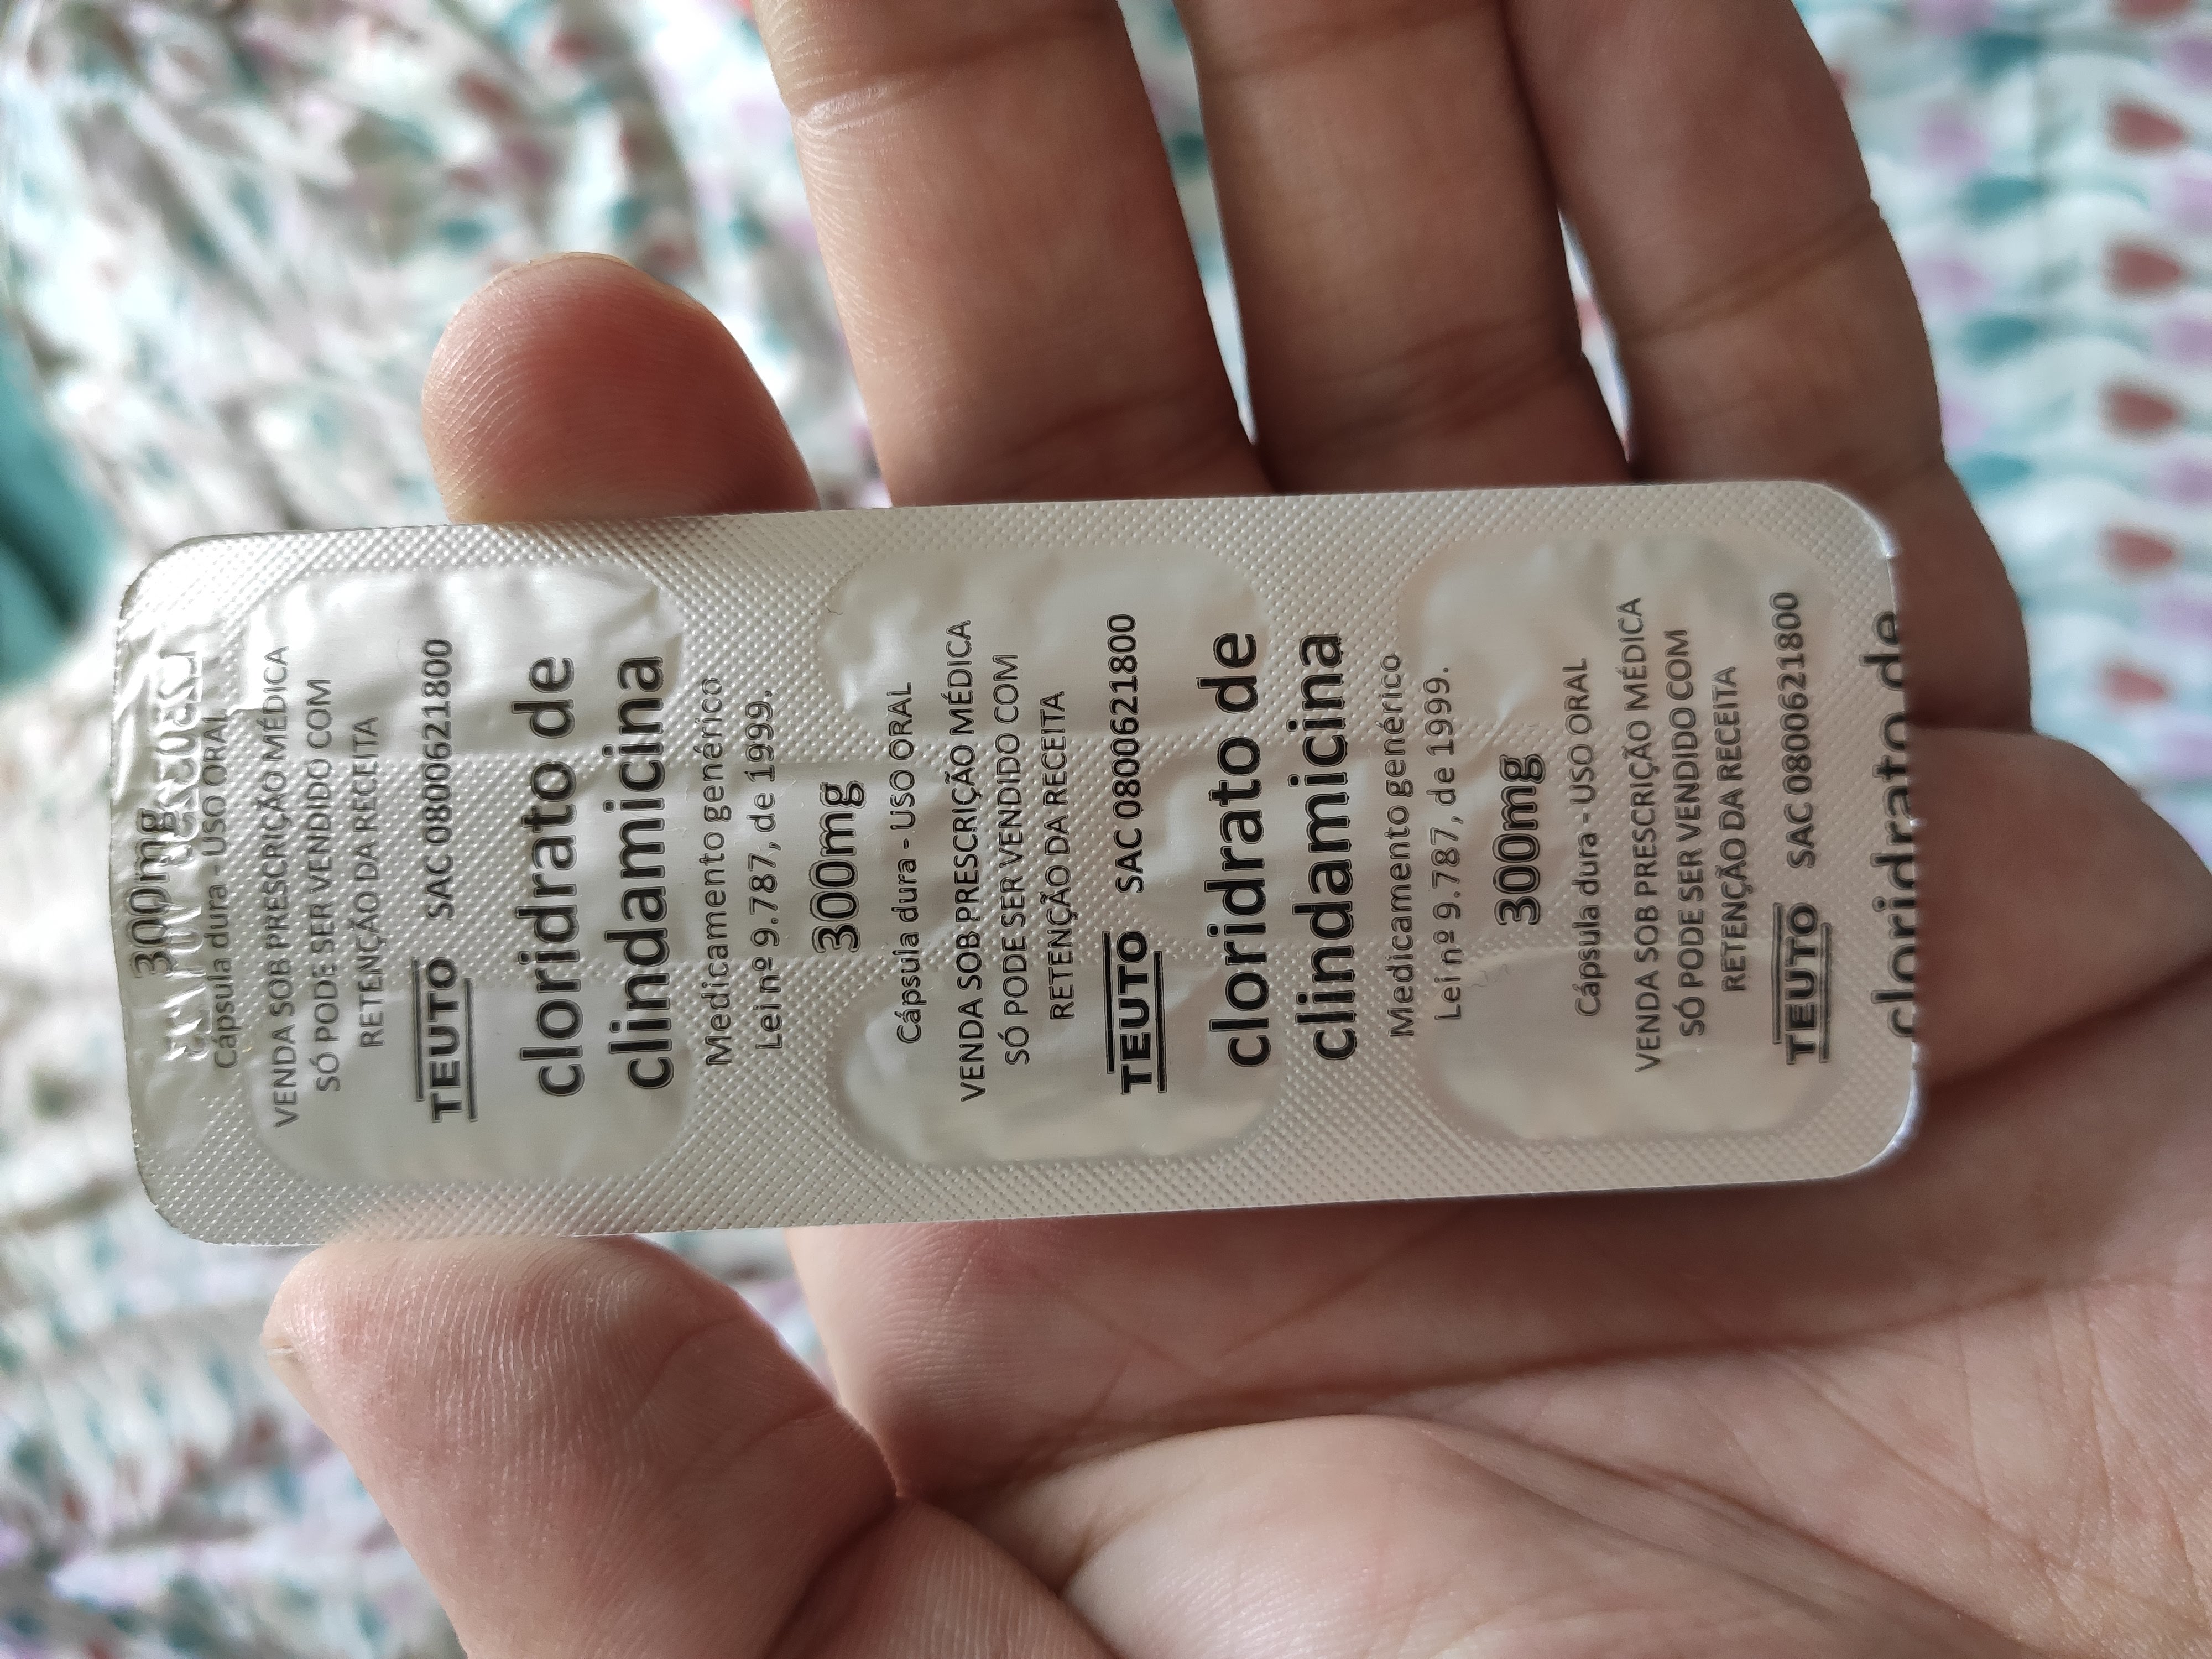 300mg
Cápsula dura - USO ORAL
VENDA SOB PRESCRIÇÃO MÉDICA
SÓ PODE SER VENDIDO COM
RETENÇÃO DA RECEITA
TEUTO SAC 0800621800
cloridrato de
clindamicina
Medicamento genérico
Lei nº 9.787, de 1999.
300mg
Cápsula dura - USO ORAL
VENDA SOB PRESCRIÇÃO MÉDICA
SÓ PODE SER VENDIDO COM
RETENÇÃO DA RECEITA
TEUTO SAC 0800621800
cloridrato de
clindamicina
Medicamento genérico
Lei nº 9.787, de 1999.
300mg
Cápsula dura - USO ORAL
VENDA SOB PRESCRIÇÃO MÉDICA
SÓ PODE SER VENDIDO COM
RETENÇÃO DA RECEITA
TEUTO SAC 0800621800
cloridrato de